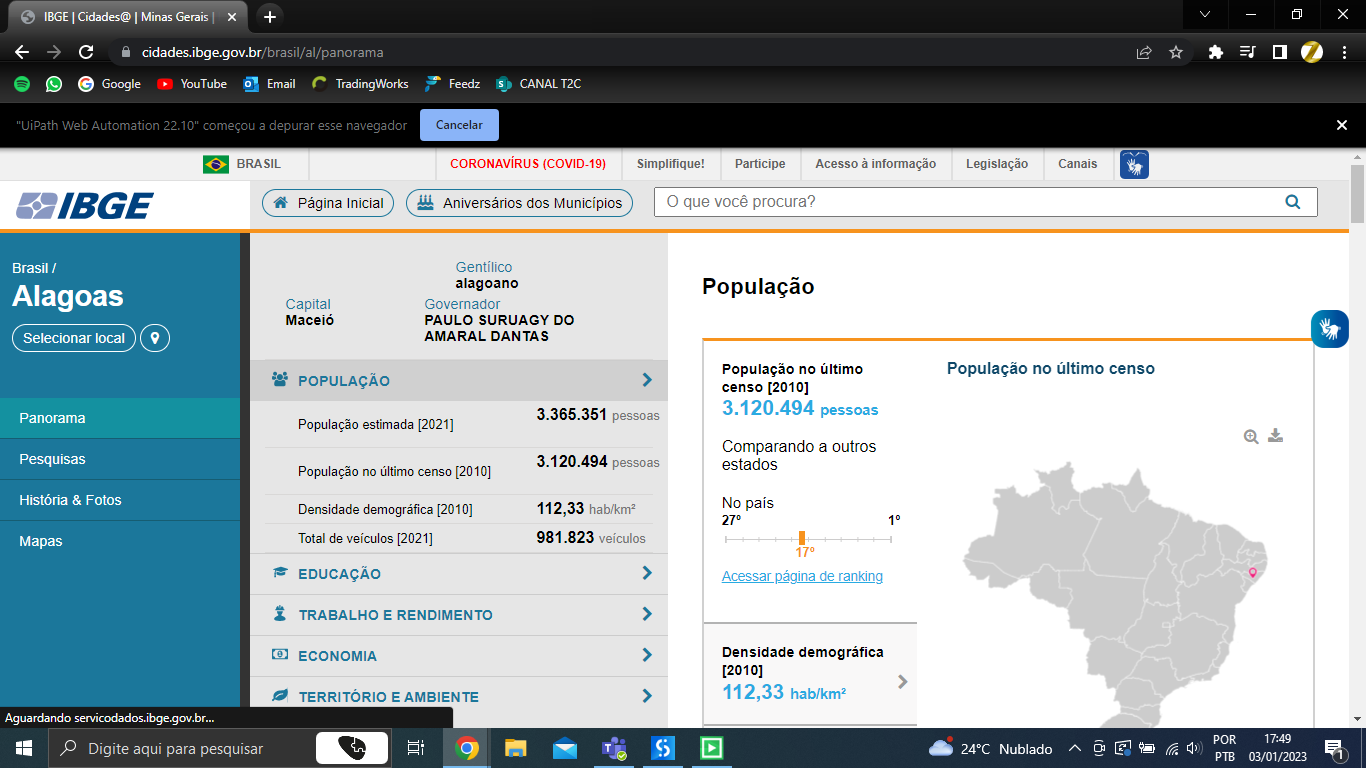 IBGE | Cidades@ | Minas Gerais |
cidades.ibge.gov.br/brasil/al/panorama
Google YouTube Email TradingWorks Feedz CANAL T2C
"UiPath Web Automation 22.10" começou a depurar esse navegador Cancelar
BRASIL CORONAVÍRUS (COVID-19) Simplifique! Participe Acesso à informação Legislação Canais
IBGE Página Inicial Aniversários dos Municípios O que você procura?
Brasil /
Alagoas
Selecionar local
Panorama
Pesquisas
História & Fotos
Mapas
Gentílico
alagoano
Capital
Maceió
Governador
PAULO SURUAGY DO
AMARAL DANTAS
POPULAÇÃO
População estimada [2021] 3.365.351 pessoas
População no último censo [2010] 3.120.494 pessoas
Densidade demográfica [2010] 112,33 hab/km²
Total de veículos [2021] 981.823 veículos
EDUCAÇÃO
TRABALHO E RENDIMENTO
ECONOMIA
TERRITÓRIO E AMBIENTE
População
População no último
censo [2010]
3.120.494 pessoas
Comparando a outros
estados
No país
27º 1º
17º
Acessar página de ranking
Densidade demográfica
[2010]
112,33 hab/km²
População no último censo
Aguardando servicodados.ibge.gov.br...
Digite aqui para pesquisar
24°C Nublado
POR
PTB
17:49
03/01/2023
1